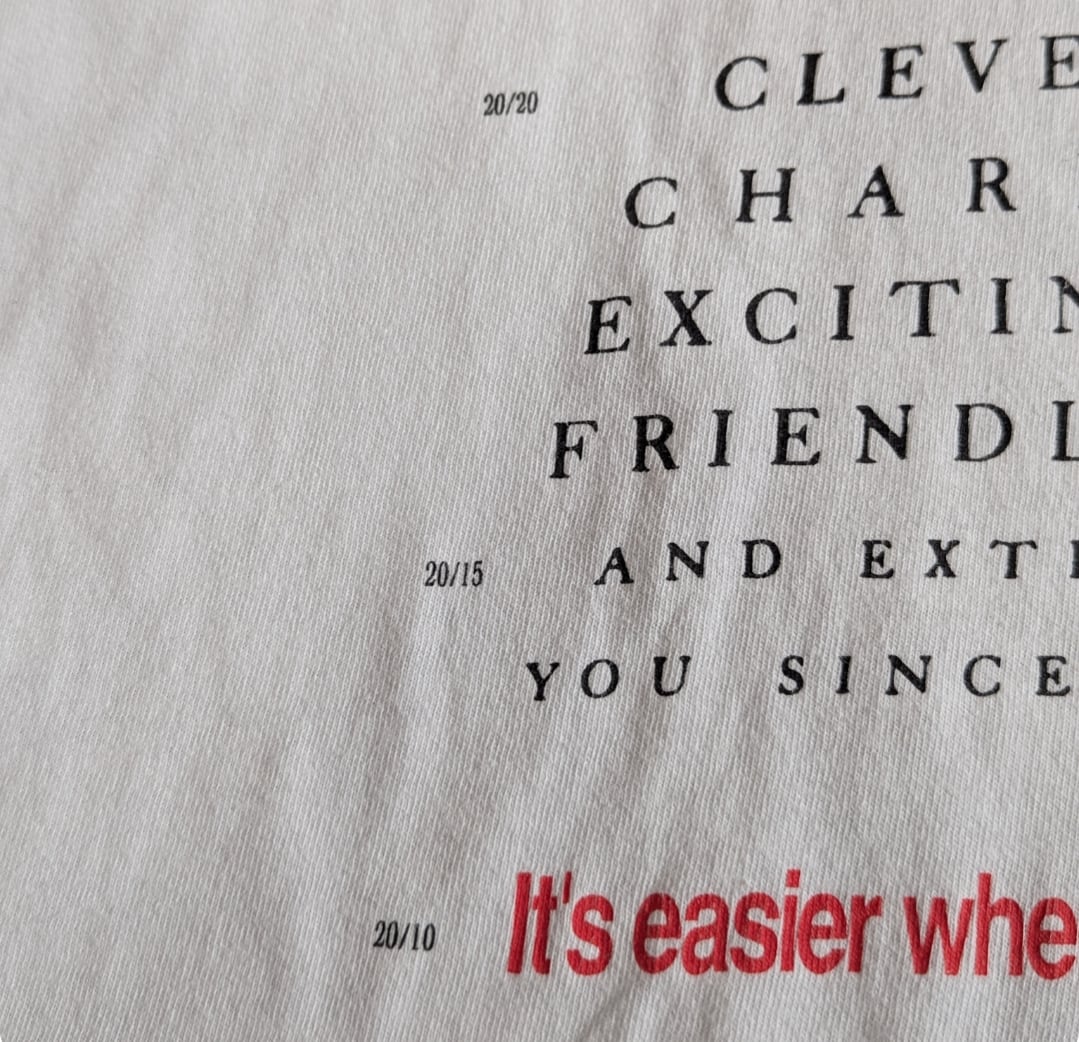 20/20 CLEVE
CHAR
EXCITIN
FRIENDL
20/15 AND EXT
YOU SINCE
20/10 It's easier whe